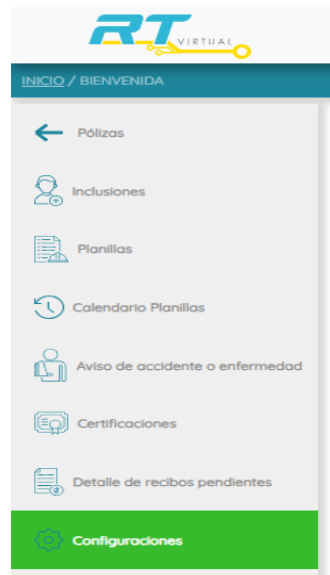 RT VIRTUAL
INICIO / BIENVENIDA
Pólizas
Inclusiones
Planillas
Calendario Planillas
Aviso de accidente o enfermedad
Certificaciones
Detalle de recibos pendientes
Configuraciones